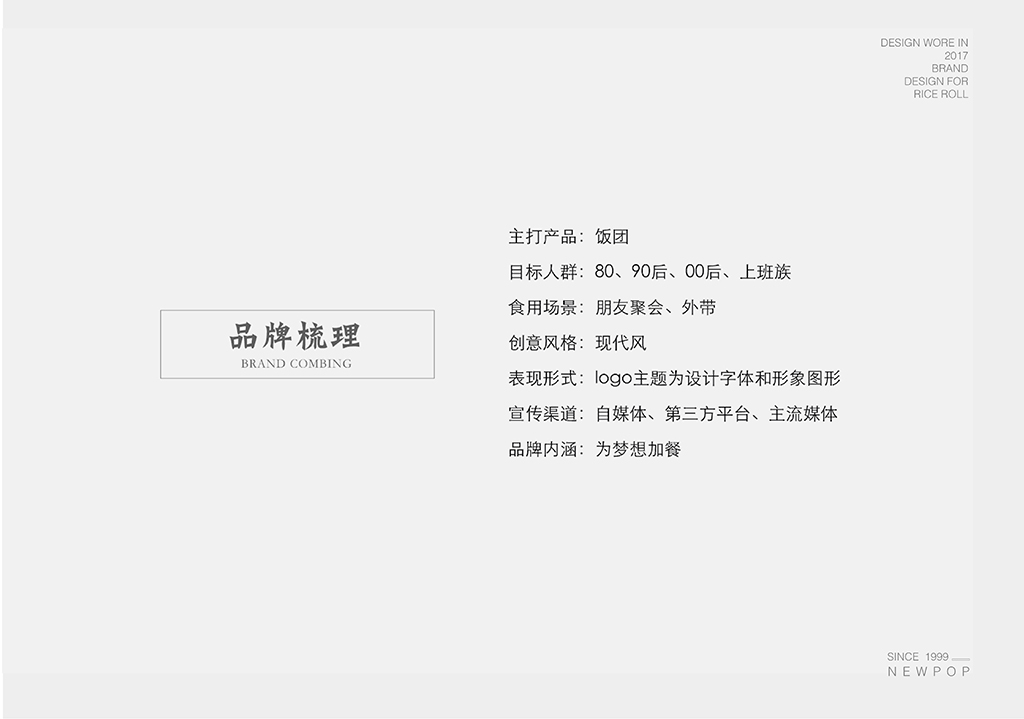 DESIGN WORE IN
2017
BRAND
DESIGN FOR
RICE ROLL
品牌梳理
BRAND COMBING
主打产品：饭团
目标人群：80、90后、00后、上班族
食用场景：朋友聚会、外带
创意风格：现代风
表现形式：logo主题为设计字体和形象图形
宣传渠道：自媒体、第三方平台、主流媒体
品牌内涵：为梦想加餐
SINCE 1999
NEWPOP